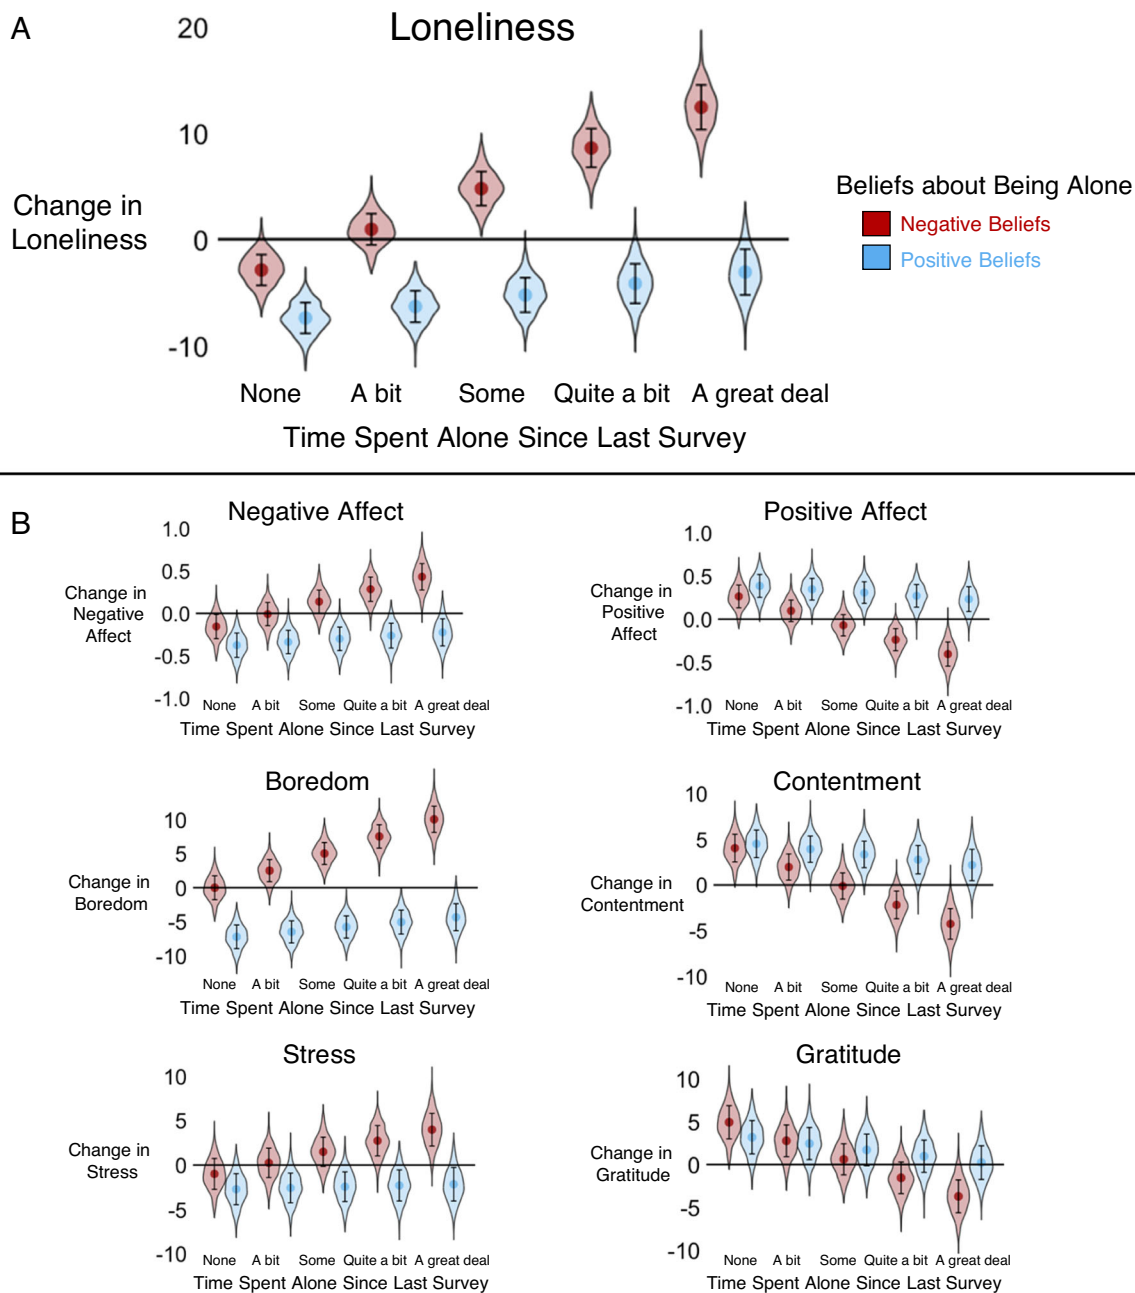 A
Loneliness
20
10
0
-10
Change in
Loneliness
None A bit Some Quite a bit A great deal
Time Spent Alone Since Last Survey
Beliefs about Being Alone
Negative Beliefs
Positive Beliefs
B
Negative Affect
1.0
0.5
0.0
-0.5
-1.0
Change in
Negative
Affect
None A bit Some Quite a bit A great deal
Time Spent Alone Since Last Survey
Positive Affect
1.0
0.5
0.0
-0.5
-1.0
Change in
Positive
Affect
None A bit Some Quite a bit A great deal
Time Spent Alone Since Last Survey
Boredom
10
5
0
-5
-10
Change in
Boredom
None A bit Some Quite a bit A great deal
Time Spent Alone Since Last Survey
Contentment
10
5
0
-5
-10
Change in
Contentment
None A bit Some Quite a bit A great deal
Time Spent Alone Since Last Survey
Stress
10
5
0
-5
-10
Change in
Stress
None A bit Some Quite a bit A great deal
Time Spent Alone Since Last Survey
Gratitude
10
5
0
-5
-10
Change in
Gratitude
None A bit Some Quite a bit A great deal
Time Spent Alone Since Last Survey